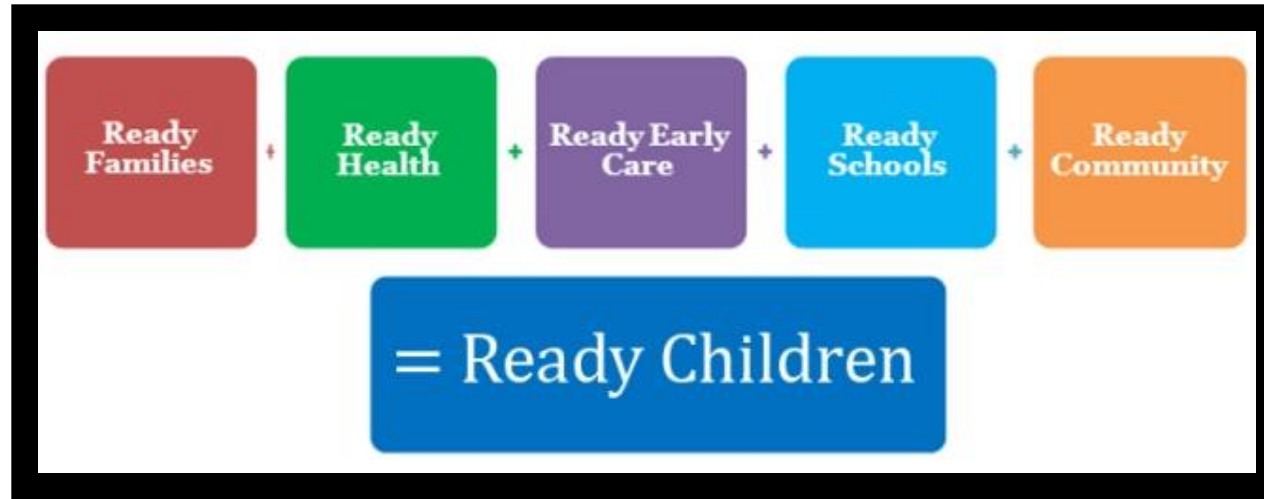 Ready
Families
+
Ready
Health
+
Ready Early
Care
+
Ready
Schools
+
Ready
Community
= Ready Children